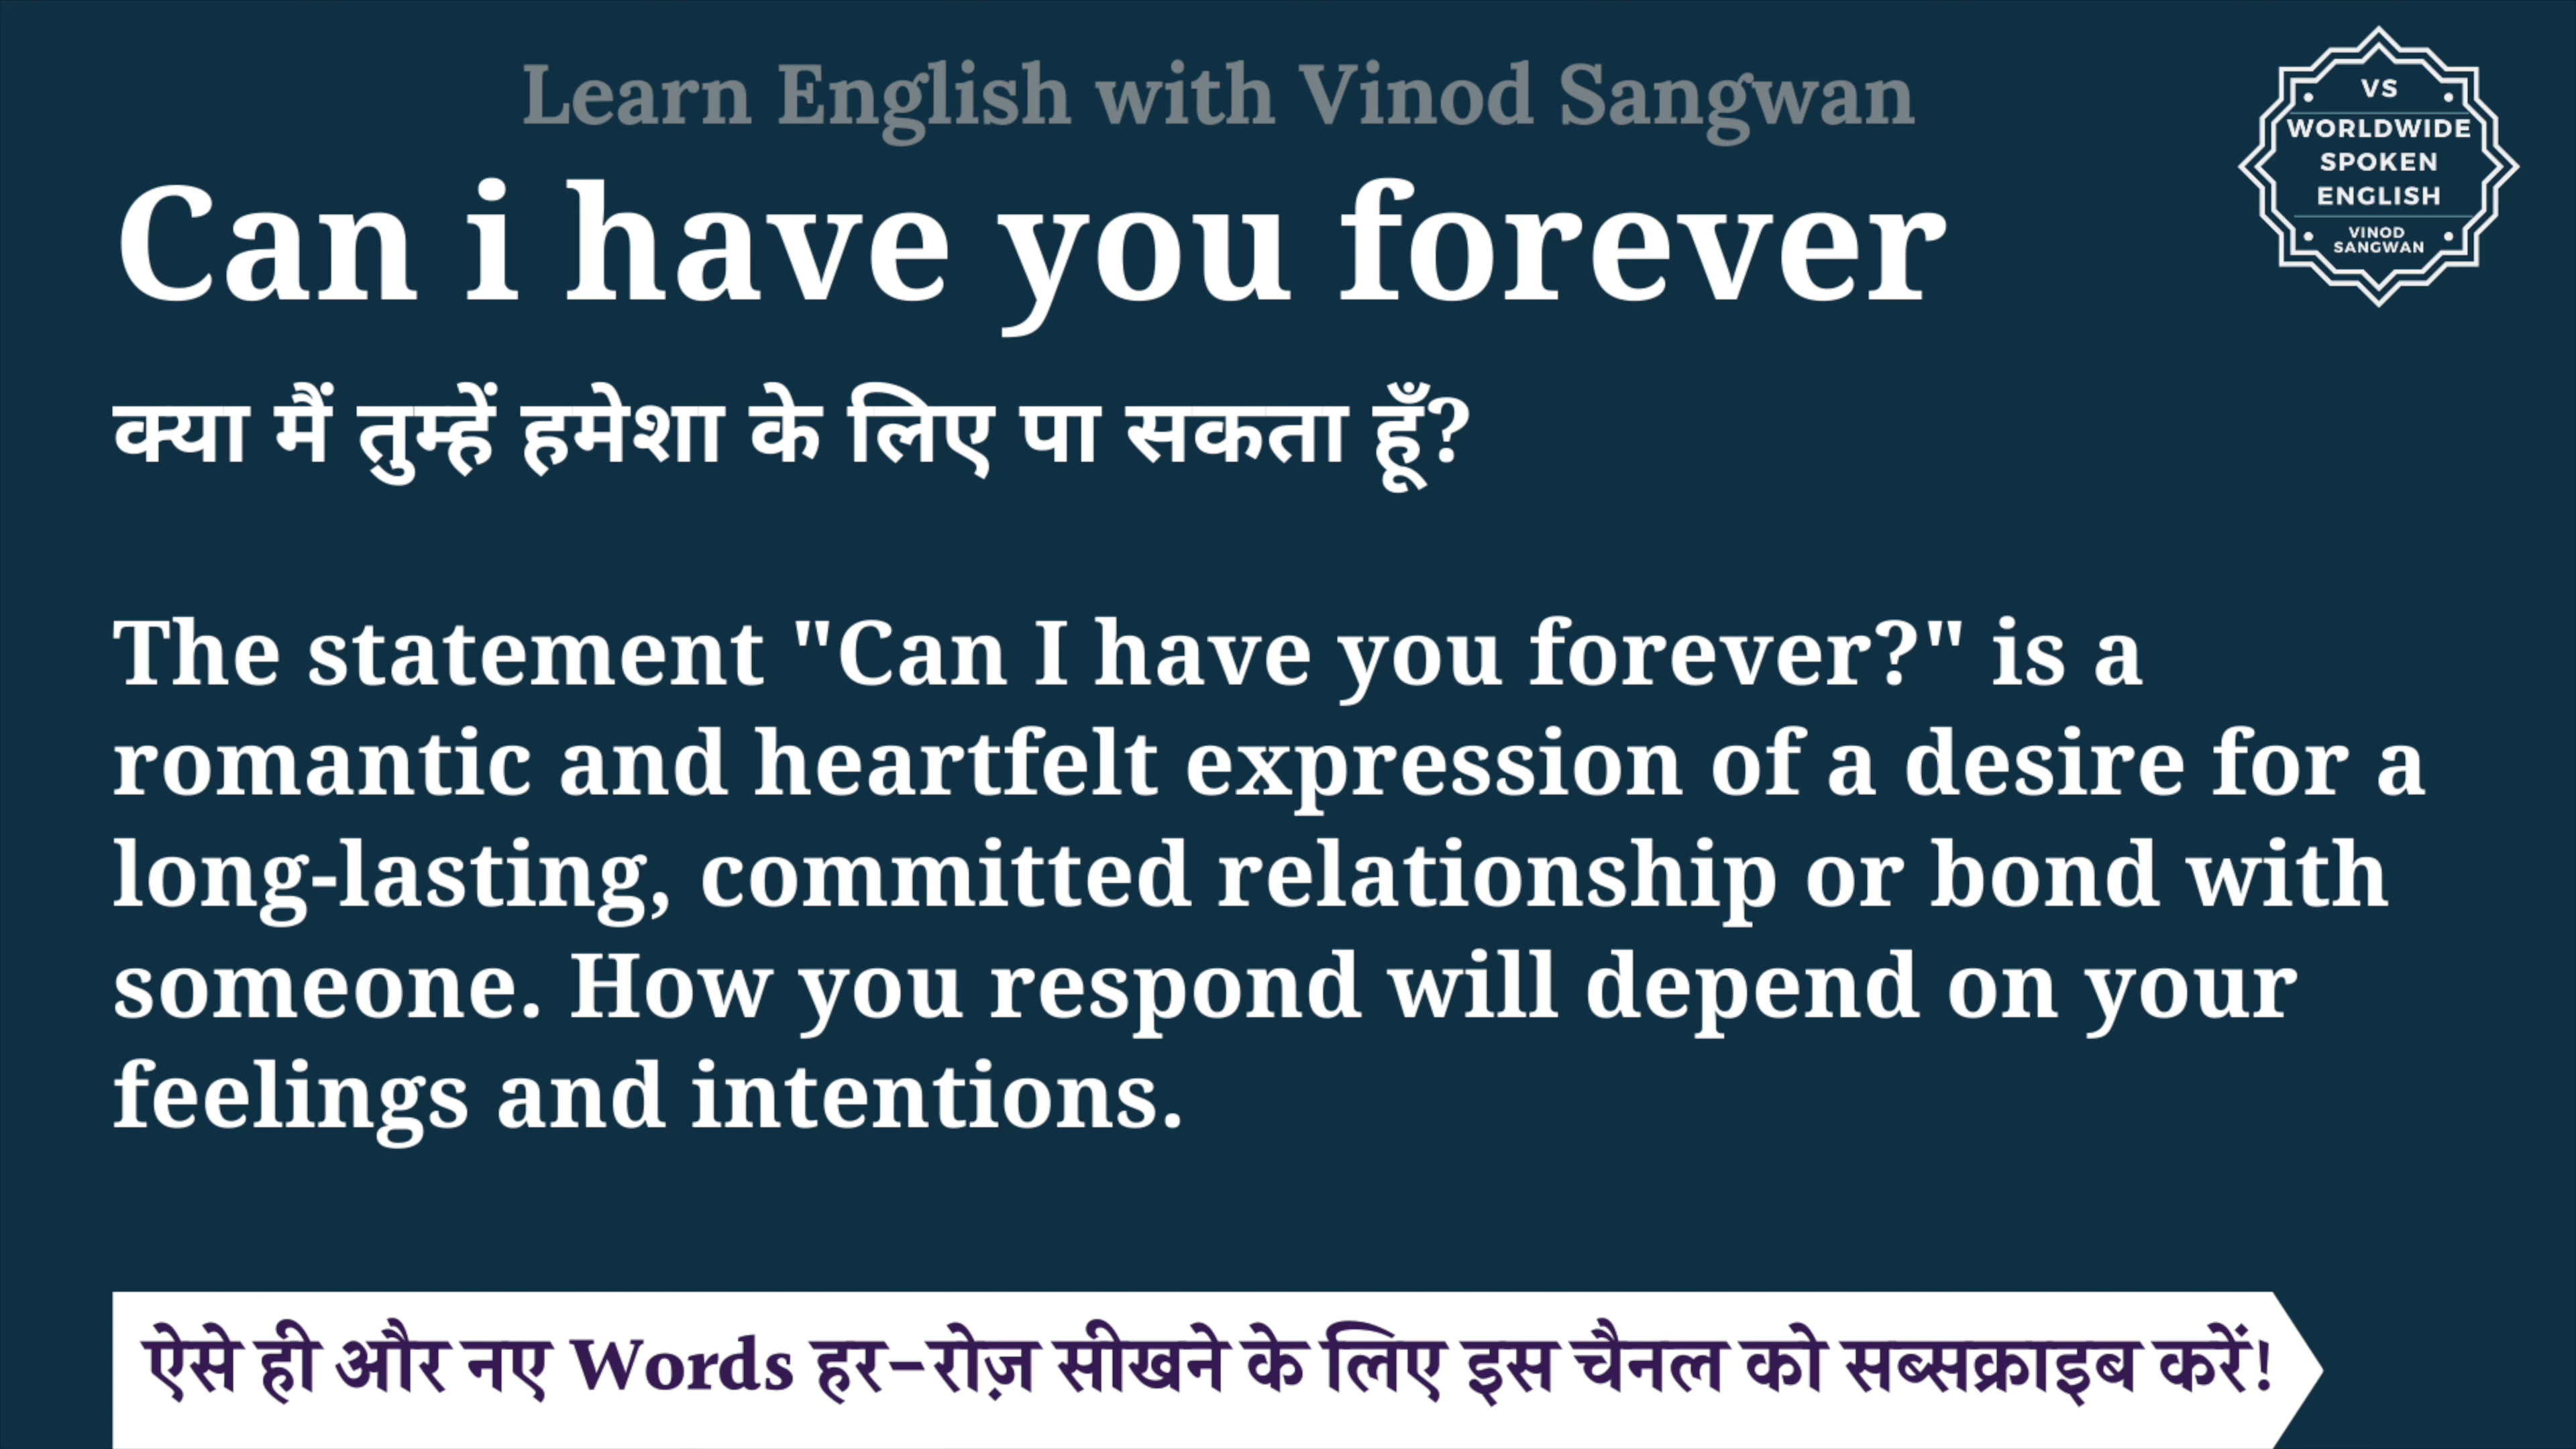 Learn English with Vinod Sangwan
VS
WORLDWIDE
SPOKEN
ENGLISH
VINOD
SANGWAN
Can i have you forever
क्या मैं तुम्हें हमेशा के लिए पा सकता हूँ?
The statement "Can I have you forever?" is a
romantic and heartfelt expression of a desire for a
long-lasting, committed relationship or bond with
someone. How you respond will depend on your
feelings and intentions.
ऐसे ही और नए Words हर-रोज़ सीखने के लिए इस चैनल को सब्सक्राइब करें!